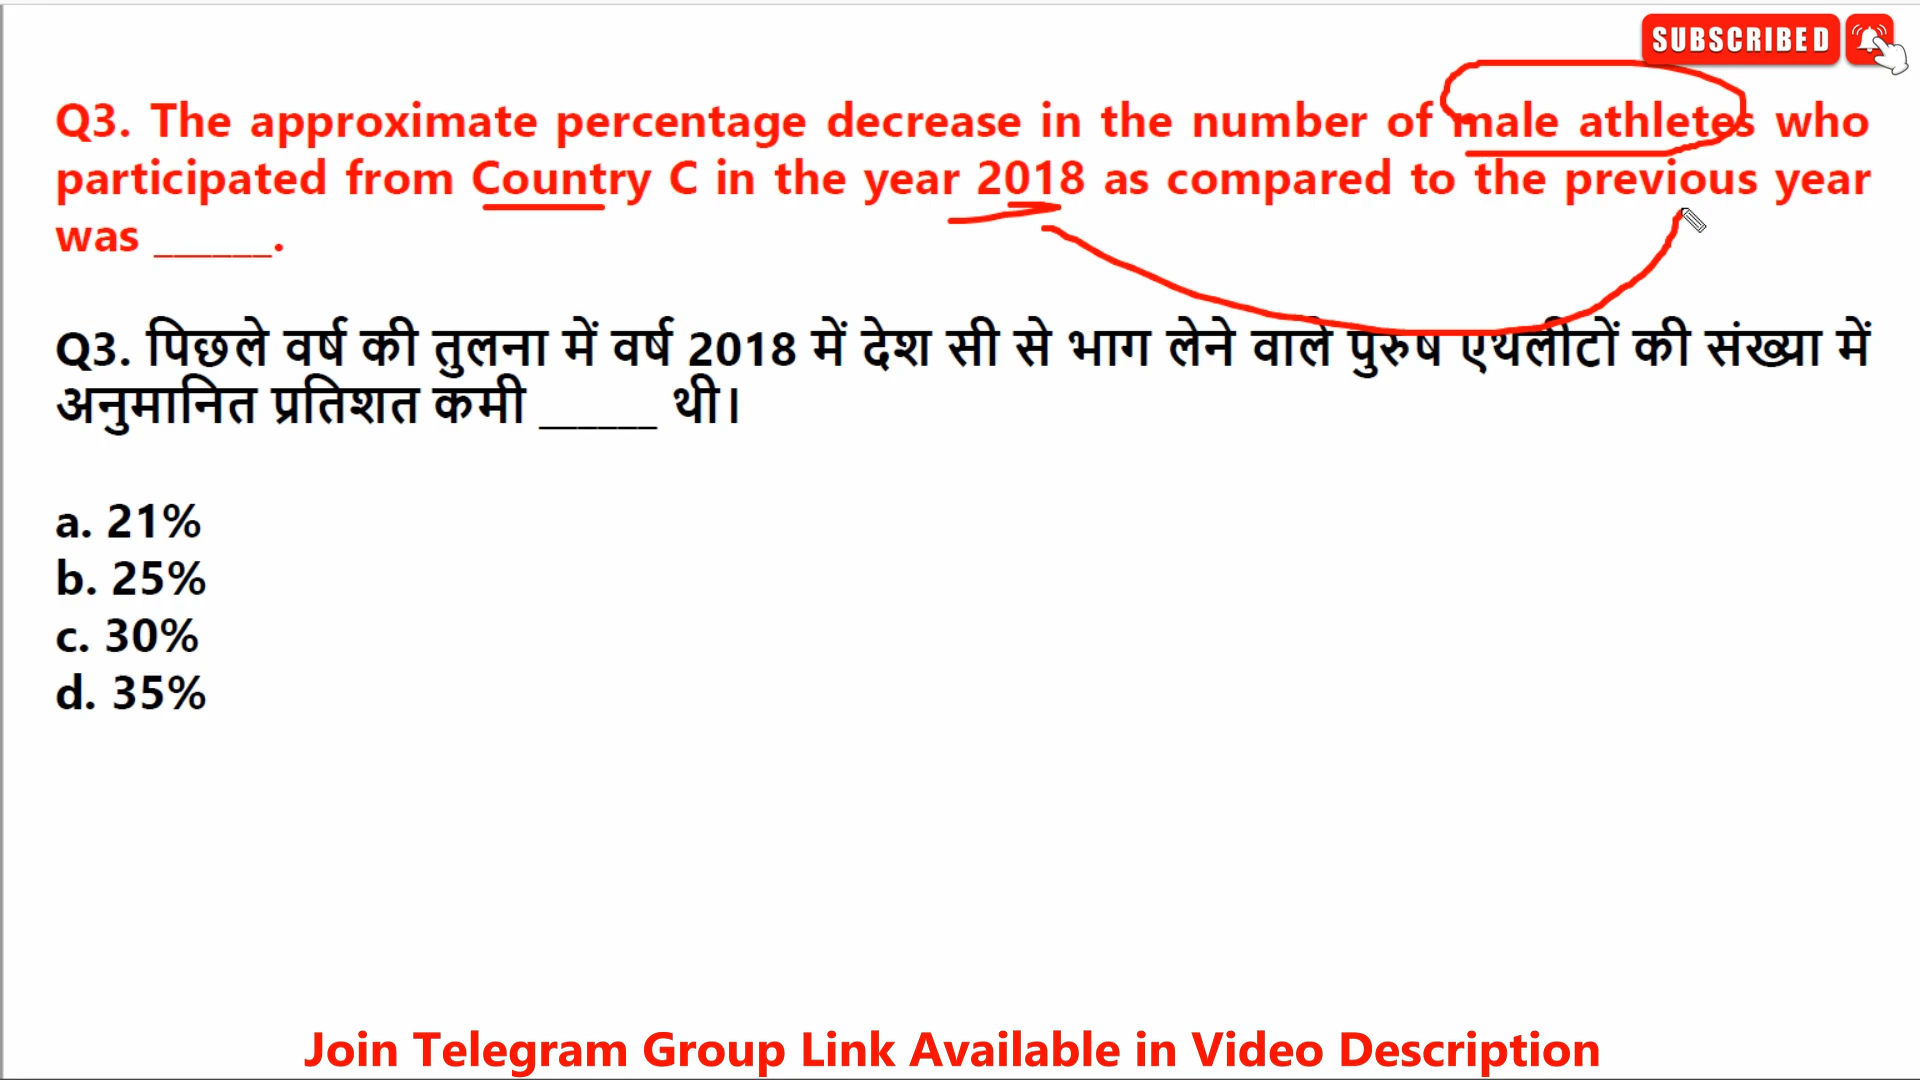 SUBSCRIBED
Q3. The approximate percentage decrease in the number of male athletes who
participated from Country C in the year 2018 as compared to the previous year
was ______.
Q3. पिछले वर्ष की तुलना में वर्ष 2018 में देश सी से भाग लेने वाले पुरुष एथलीटों की संख्या में
अनुमानित प्रतिशत कमी ______ थी।
a. 21%
b. 25%
c. 30%
d. 35%
Join Telegram Group Link Available in Video Description